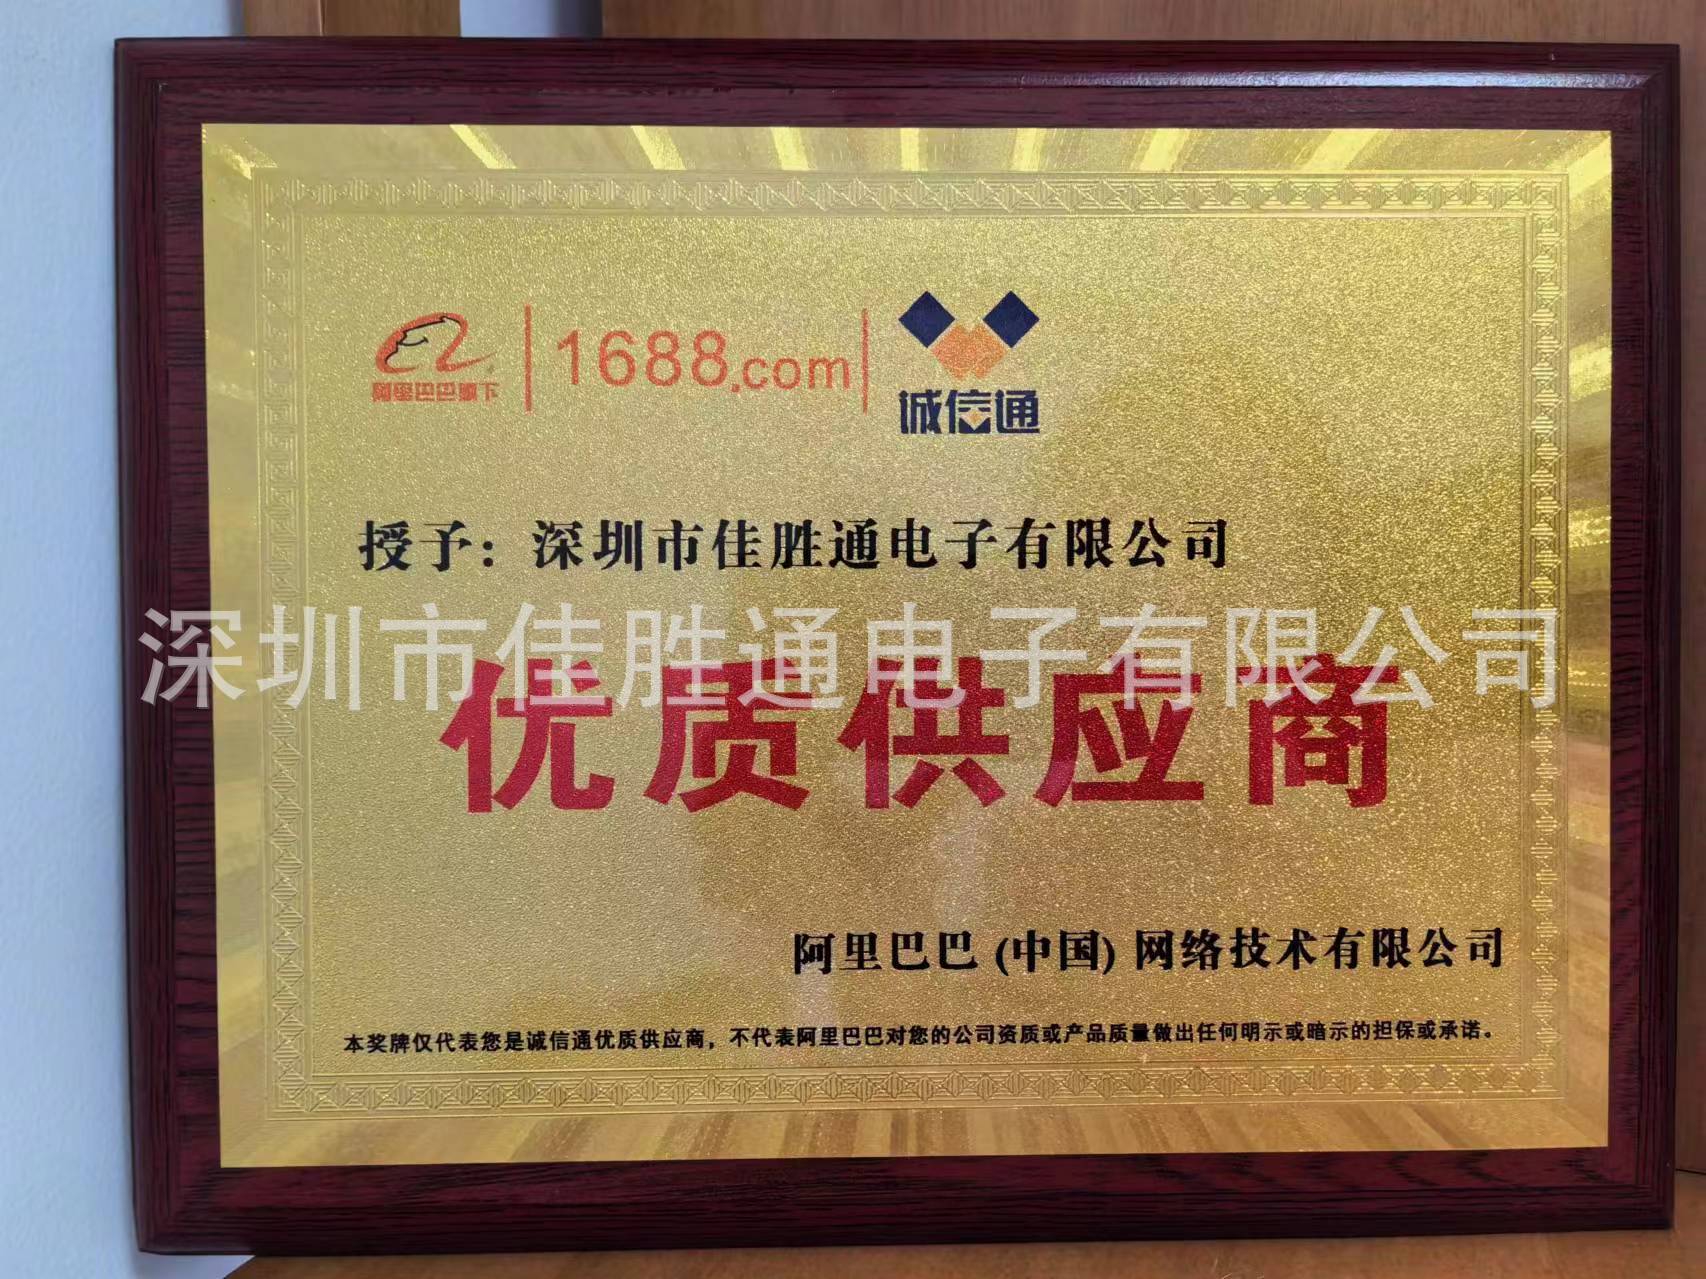 阿里巴巴旗下
1688.com
诚信通
授予：深圳市佳胜通电子有限公司
深圳市佳胜通电子有限公司
优质供应商
阿里巴巴(中国)网络技术有限公司
本奖牌仅代表您是诚信通优质供应商，不代表阿里巴巴对您的公司资质或产品质量做出任何明示或暗示的担保或承诺。